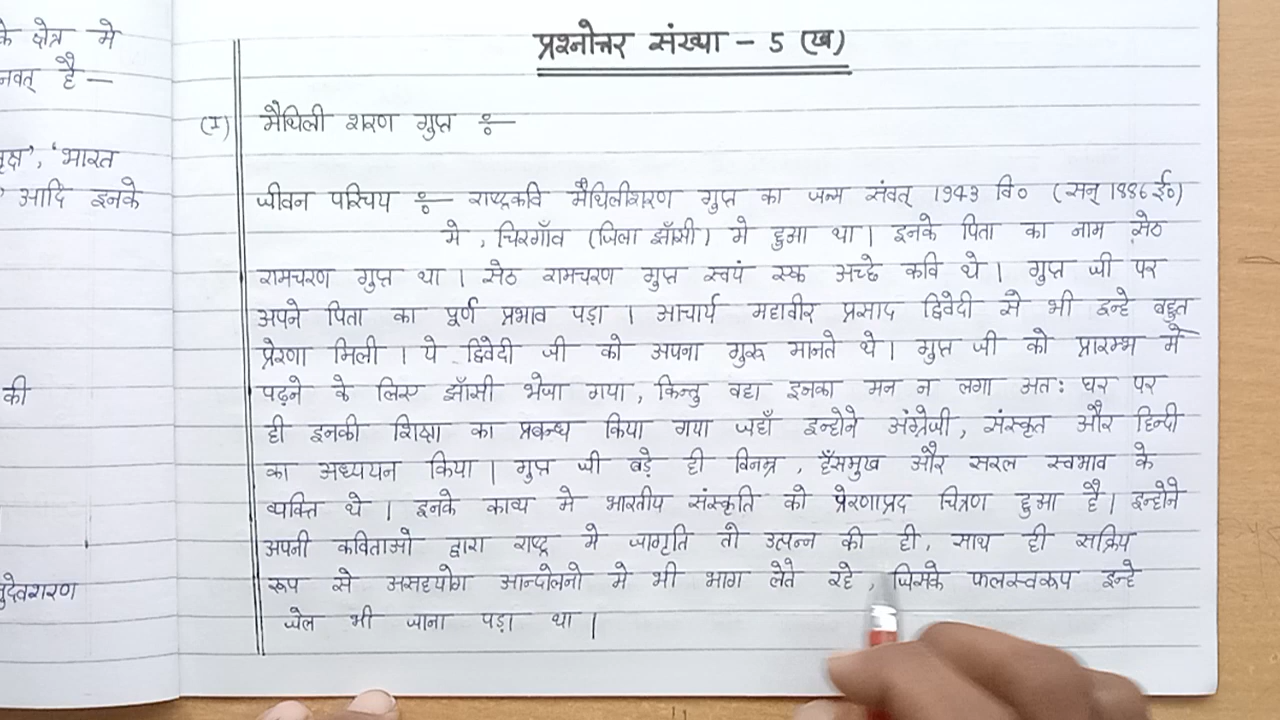 के क्षेत्र मे
नवत् है —
वृक्ष', 'भारत
आदि इनके
की
वासुदेवशरण
प्रश्नोत्तर संख्या - 5 (ख)
(I) मैथिली शरण गुप्त ः—
जीवन परिचय ः— राष्ट्रकवि मैथिलीशरण गुप्त का जन्म संवत् 1943 वि० (सन् 1886 ई०)
मे , चिरगाँव (जिला झाँसी) मे हुआ था । इनके पिता का नाम सेठ
रामचरण गुप्त था । सेठ रामचरण गुप्त स्वयं एक अच्छे कवि थे । गुप्त जी पर
अपने पिता का पूर्ण प्रभाव पड़ा । आचार्य महावीर प्रसाद द्विवेदी से भी इन्हे बहुत
प्रेरणा मिली । ये द्विवेदी जी को अपना गुरू मानते थे । गुप्त जी को प्रारम्भ मे
पढ़ने के लिए झाँसी भेजा गया , किन्तु वहा इनका मन न लगा अतः घर पर
ही इनकी शिक्षा का प्रबन्ध किया गया जहाँ इन्होने अंग्रेजी , संस्कृत और हिन्दी
का अध्ययन किया । गुप्त जी बड़े ही विनम्र , हँसमुख और सरल स्वभाव के
व्यक्ति थे । इनके काव्य मे भारतीय संस्कृति को प्रेरणाप्रद चित्रण हुआ है । इन्होने
अपनी कविताओ द्वारा राष्ट्र मे जागृति तो उत्पन्न की ही , साथ ही सक्रिय
रूप से असहयोग आन्दोलनो मे भी भाग लेते रहे , जिसके फलस्वरूप इन्हे
जेल भी जाना पड़ा था ।